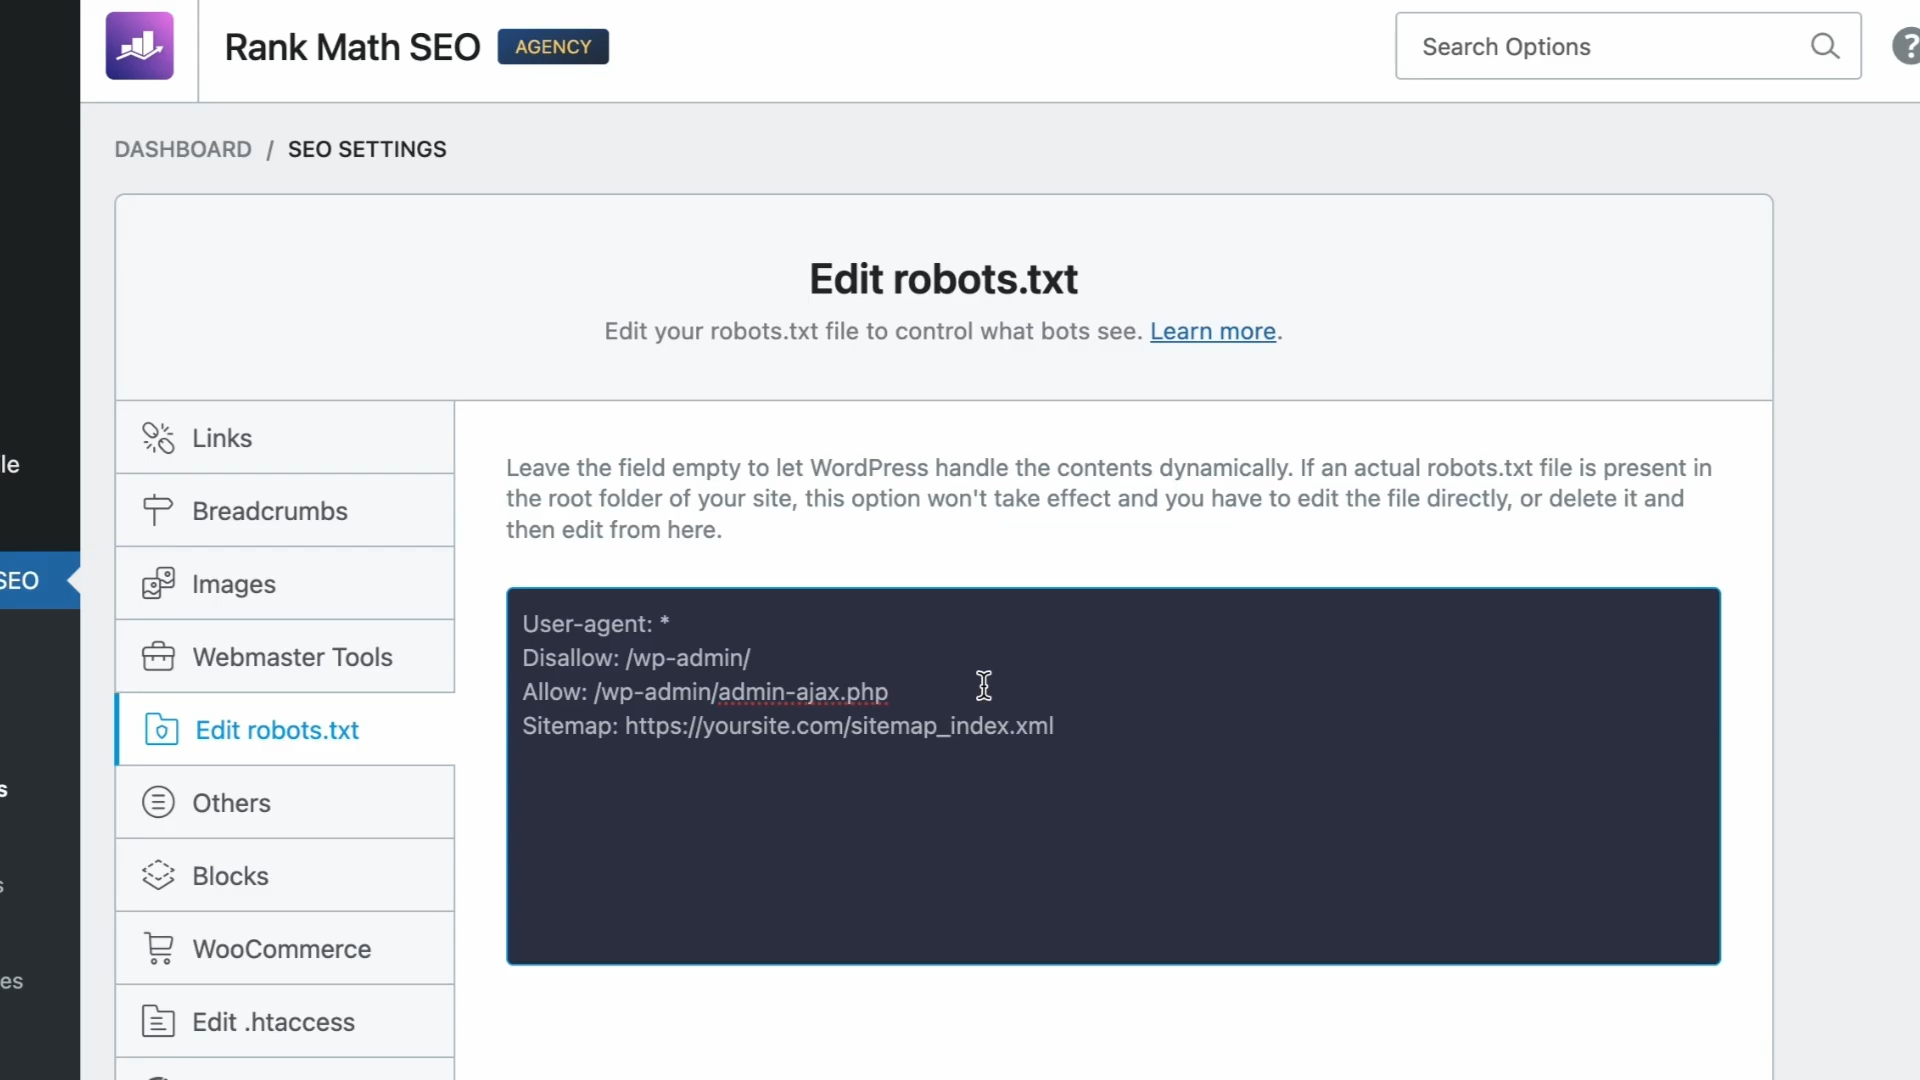 Rank Math SEO AGENCY
Search Options
?
DASHBOARD / SEO SETTINGS
Edit robots.txt
Edit your robots.txt file to control what bots see. Learn more.
le
SEO
s
s
es
Links
Breadcrumbs
Images
Webmaster Tools
Edit robots.txt
Others
Blocks
WooCommerce
Edit .htaccess
Leave the field empty to let WordPress handle the contents dynamically. If an actual robots.txt file is present in
the root folder of your site, this option won't take effect and you have to edit the file directly, or delete it and
then edit from here.
User-agent: *
Disallow: /wp-admin/
Allow: /wp-admin/admin-ajax.php
Sitemap: https://yoursite.com/sitemap_index.xml